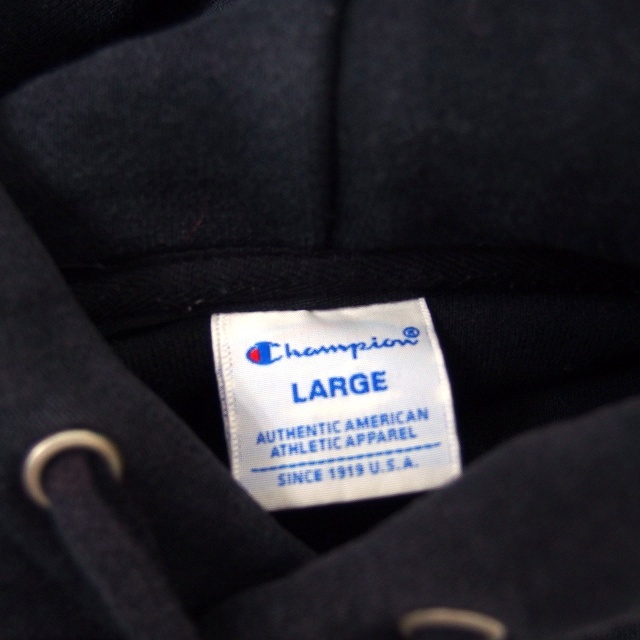 Champion®
LARGE
AUTHENTIC AMERICAN
ATHLETIC APPAREL
SINCE 1919 U.S.A.